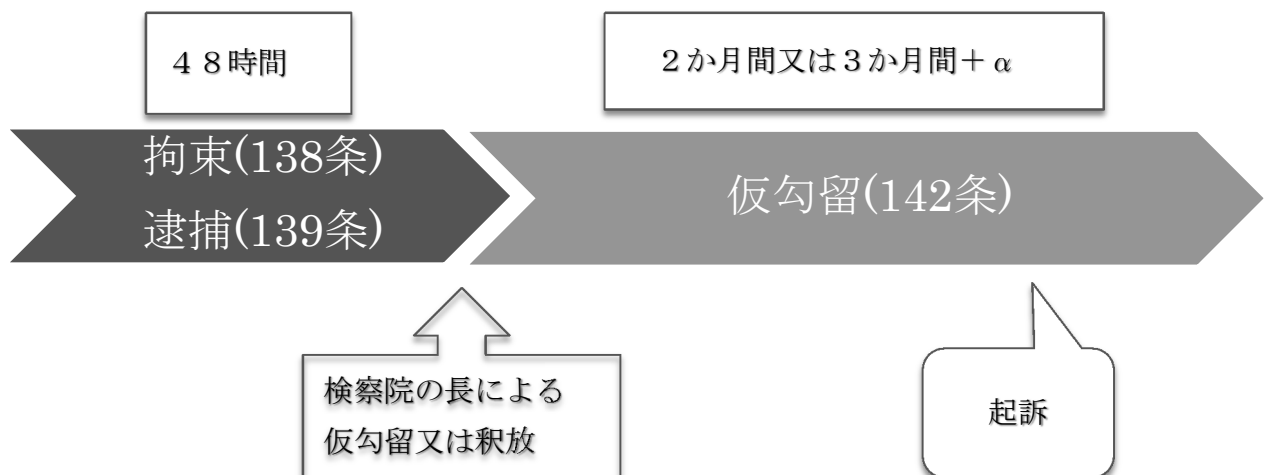 ４８時間
２か月間又は３か月間＋α
拘束(138条)
逮捕(139条)
仮勾留(142条)
検察院の長による
仮勾留又は釈放
起訴